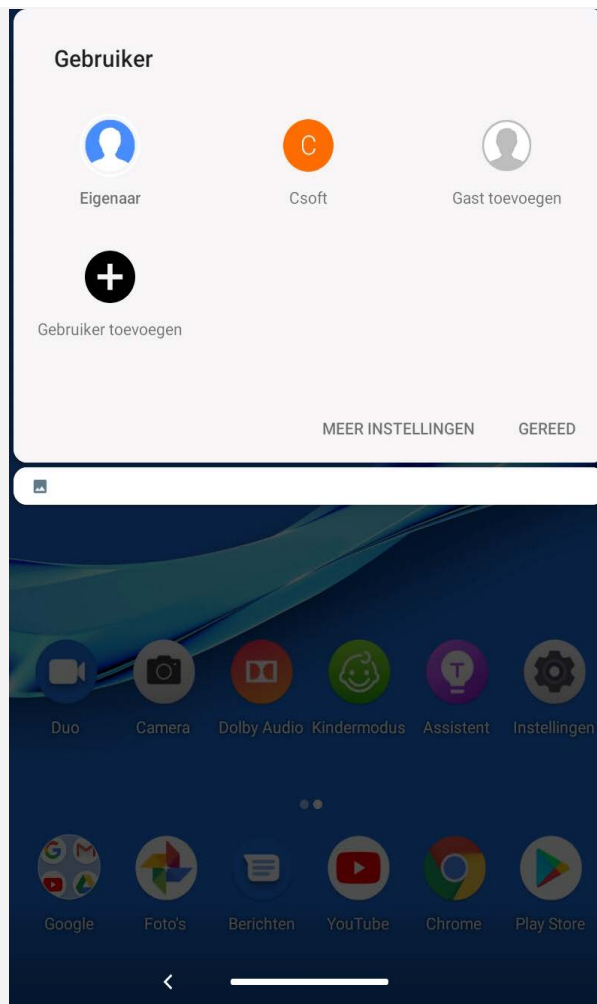 Gebruiker
C
Eigenaar Csoft Gast toevoegen
Gebruiker toevoegen
MEER INSTELLINGEN GEREED
T
Duo Camera Dolby Audio Kindermodus Assistent Instellingen
G M
Google Foto's Berichten YouTube Chrome Play Store